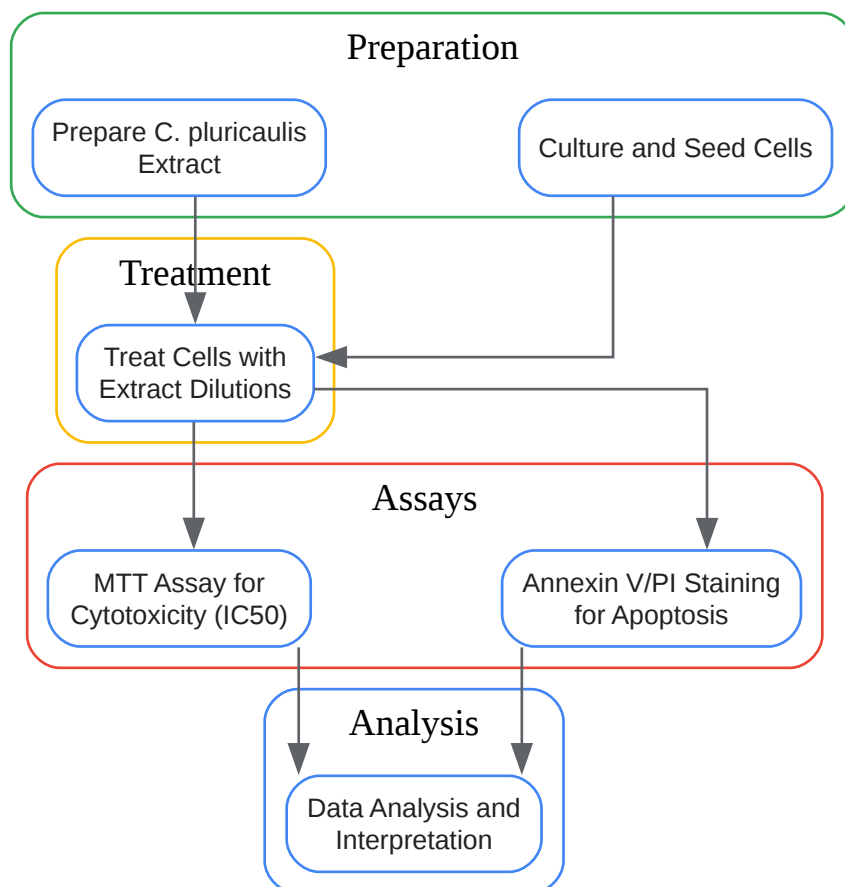 Preparation
Prepare C. pluricaulis
Extract
Culture and Seed Cells
Treatment
Treat Cells with
Extract Dilutions
Assays
MTT Assay for
Cytotoxicity (IC50)
Annexin V/PI Staining
for Apoptosis
Analysis
Data Analysis and
Interpretation